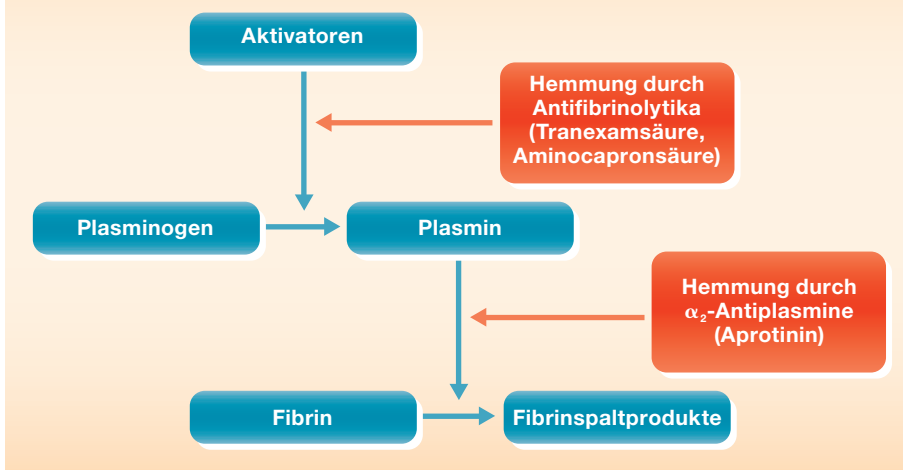 Aktivatoren
Hemmung durch
Antifibrinolytika
(Tranexamsäure,
Aminocapronsäure)
Plasminogen
Plasmin
Hemmung durch
α₂-Antiplasmine
(Aprotinin)
Fibrin
Fibrinspaltprodukte